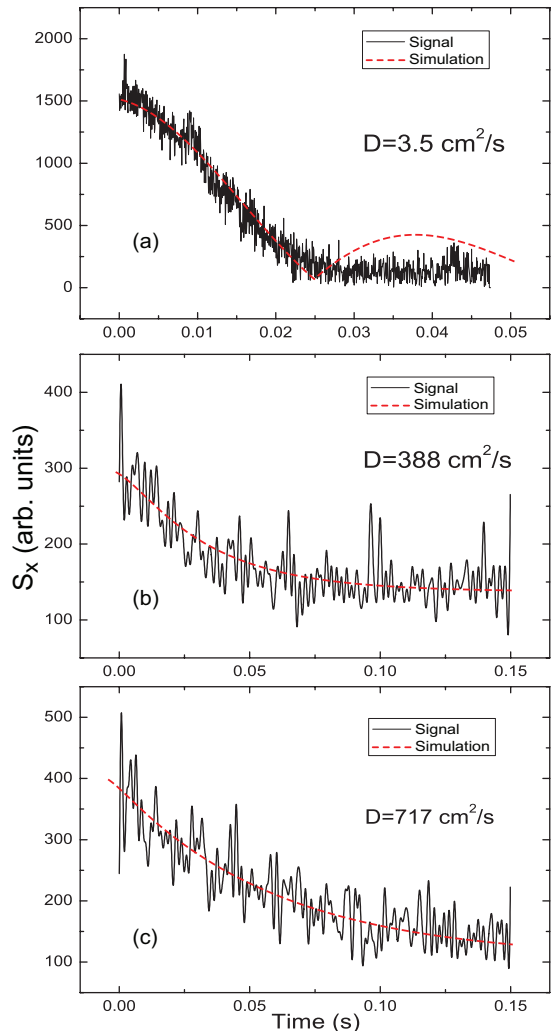 2000
1500
1000
500
0
Signal
Simulation
D=3.5 cm²/s
(a)
0.00 0.01 0.02 0.03 0.04 0.05
400
300
200
100
Signal
Simulation
D=388 cm²/s
(b)
0.00 0.05 0.10 0.15
Sx (arb. units)
500
400
300
200
100
Signal
Simulation
D=717 cm²/s
(c)
0.00 0.05 0.10 0.15
Time (s)